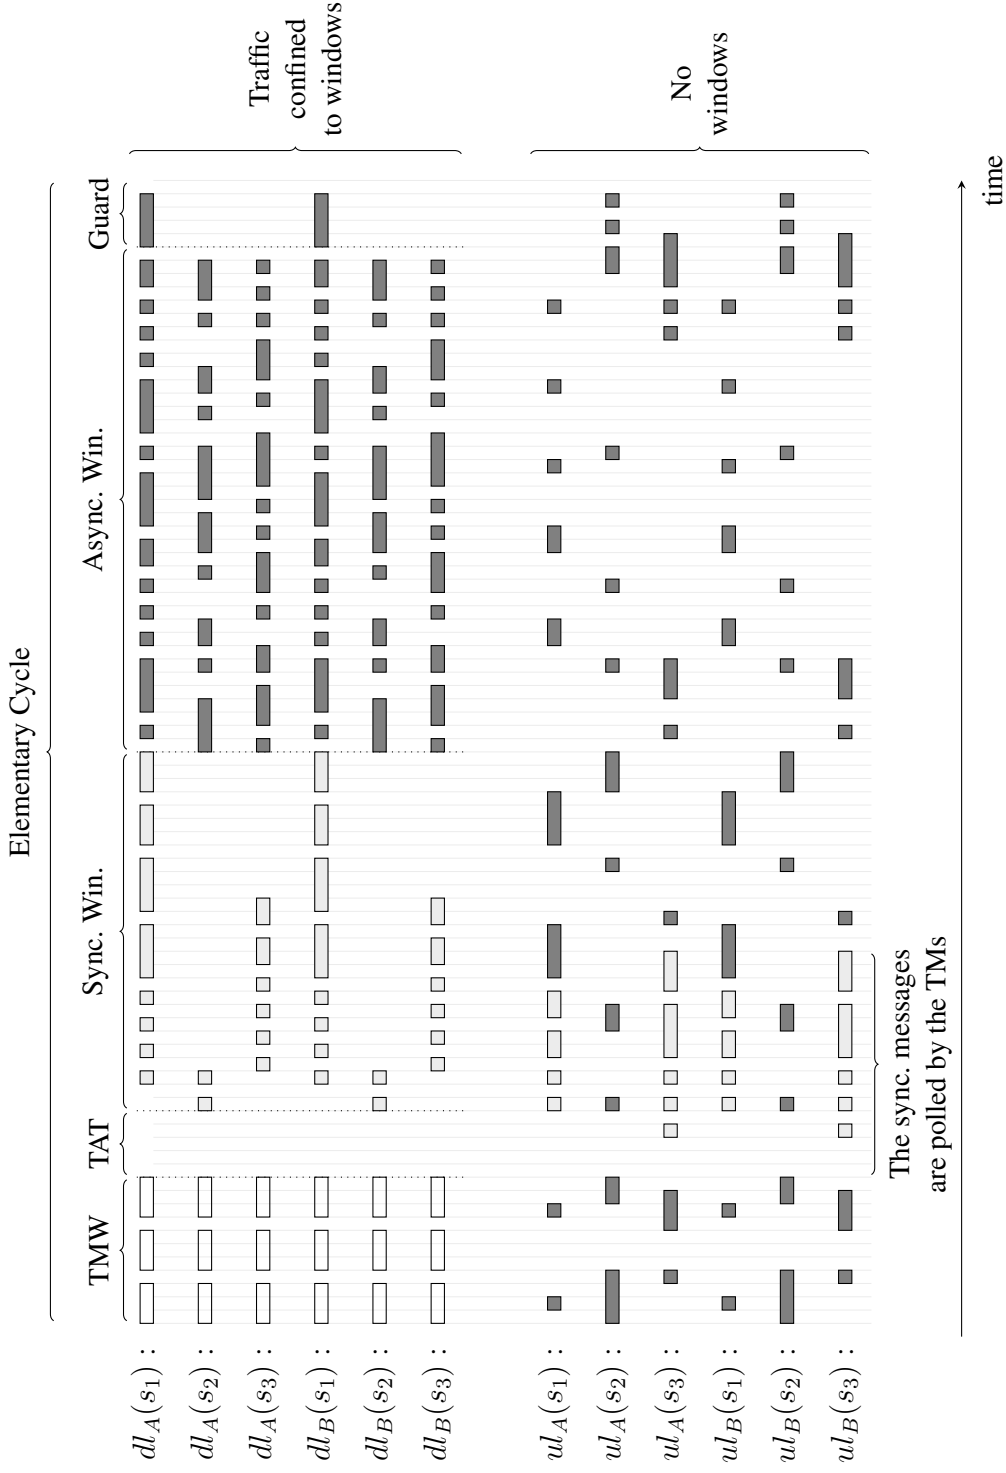 Elementary Cycle
TMW
TAT
Sync. Win.
Async. Win.
Guard
dl_A(s_1) :
dl_A(s_2) :
dl_A(s_3) :
dl_B(s_1) :
dl_B(s_2) :
dl_B(s_3) :
Traffic
confined
to windows
ul_A(s_1) :
ul_A(s_2) :
ul_A(s_3) :
ul_B(s_1) :
ul_B(s_2) :
ul_B(s_3) :
No
windows
The sync. messages
are polled by the TMs
time